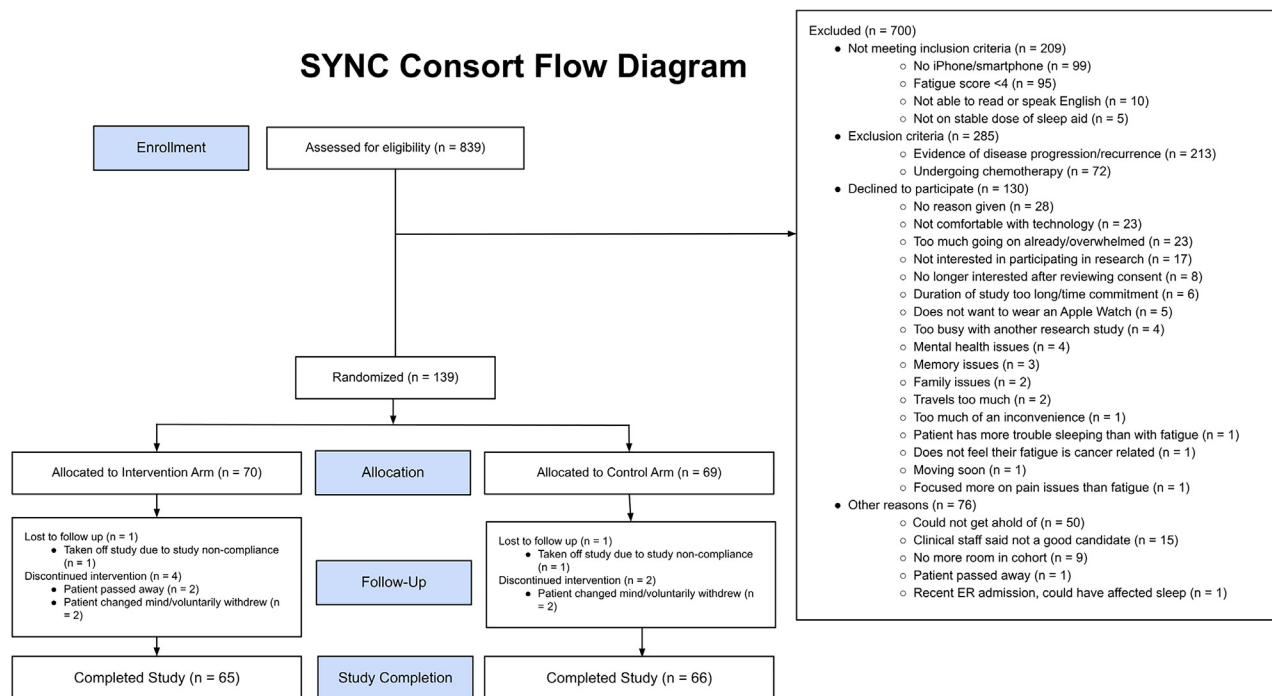 SYNC Consort Flow Diagram
Enrollment
Assessed for eligibility (n = 839)
Excluded (n = 700)
● Not meeting inclusion criteria (n = 209)
○ No iPhone/smartphone (n = 99)
○ Fatigue score <4 (n = 95)
○ Not able to read or speak English (n = 10)
○ Not on stable dose of sleep aid (n = 5)
● Exclusion criteria (n = 285)
○ Evidence of disease progression/recurrence (n = 213)
○ Undergoing chemotherapy (n = 72)
● Declined to participate (n = 130)
○ No reason given (n = 28)
○ Not comfortable with technology (n = 23)
○ Too much going on already/overwhelmed (n = 23)
○ Not interested in participating in research (n = 17)
○ No longer interested after reviewing consent (n = 8)
○ Duration of study too long/time commitment (n = 6)
○ Does not want to wear an Apple Watch (n = 5)
○ Too busy with another research study (n = 4)
○ Mental health issues (n = 4)
○ Memory issues (n = 3)
○ Family issues (n = 2)
○ Travels too much (n = 2)
○ Too much of an inconvenience (n = 1)
○ Patient has more trouble sleeping than with fatigue (n = 1)
○ Does not feel their fatigue is cancer related (n = 1)
○ Moving soon (n = 1)
○ Focused more on pain issues than fatigue (n = 1)
● Other reasons (n = 76)
○ Could not get ahold of (n = 50)
○ Clinical staff said not a good candidate (n = 15)
○ No more room in cohort (n = 9)
○ Patient passed away (n = 1)
○ Recent ER admission, could have affected sleep (n = 1)
Randomized (n = 139)
Allocated to Intervention Arm (n = 70)
Allocation
Allocated to Control Arm (n = 69)
Lost to follow up (n = 1)
● Taken off study due to study non-compliance
(n = 1)
Discontinued intervention (n = 4)
● Patient passed away (n = 2)
● Patient changed mind/voluntarily withdrew (n
= 2)
Follow-Up
Lost to follow up (n = 1)
● Taken off study due to study non-compliance
(n = 1)
Discontinued intervention (n = 2)
● Patient changed mind/voluntarily withdrew (n
= 2)
Completed Study (n = 65)
Study Completion
Completed Study (n = 66)